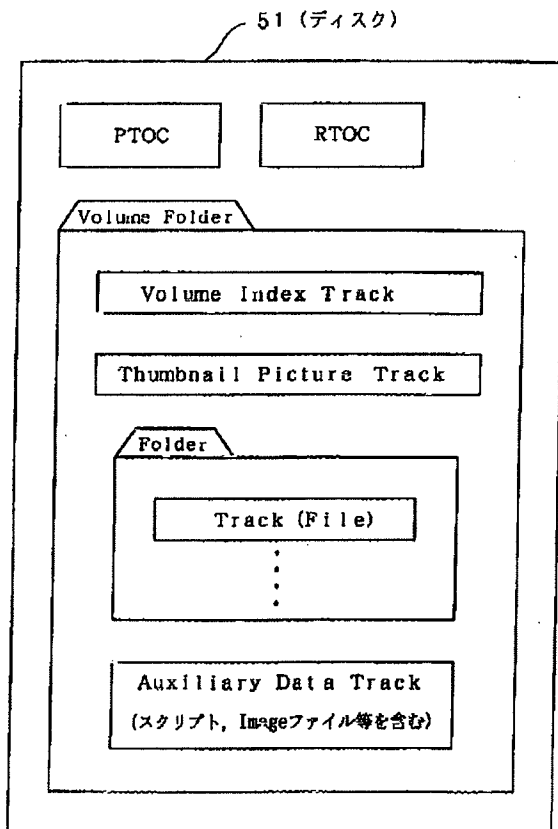 51 (ディスク)
PTOC
RTOC
Volume Folder
Volume Index Track
Thumbnail Picture Track
Folder
Track (File)
Auxiliary Data Track
(スクリプト, Imageファイル等を含む)